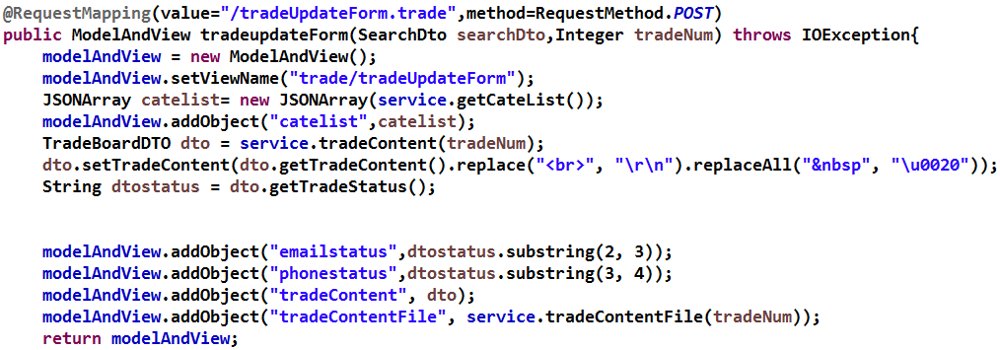 @RequestMapping(value="/tradeUpdateForm.trade",method=RequestMethod.POST)
public ModelAndView tradeupdateForm(SearchDto searchDto,Integer tradeNum) throws IOException{
modelAndView = new ModelAndView();
modelAndView.setViewName("trade/tradeUpdateForm");
JSONArray catelist= new JSONArray(service.getCateList());
modelAndView.addObject("catelist",catelist);
TradeBoardDTO dto = service.tradeContent(tradeNum);
dto.setTradeContent(dto.getTradeContent().replace("<br>", "\r\n").replaceAll("&nbsp", "\u0020"));
String dtostatus = dto.getTradeStatus();
modelAndView.addObject("emailstatus",dtostatus.substring(2, 3));
modelAndView.addObject("phonestatus",dtostatus.substring(3, 4));
modelAndView.addObject("tradeContent", dto);
modelAndView.addObject("tradeContentFile", service.tradeContentFile(tradeNum));
return modelAndView;